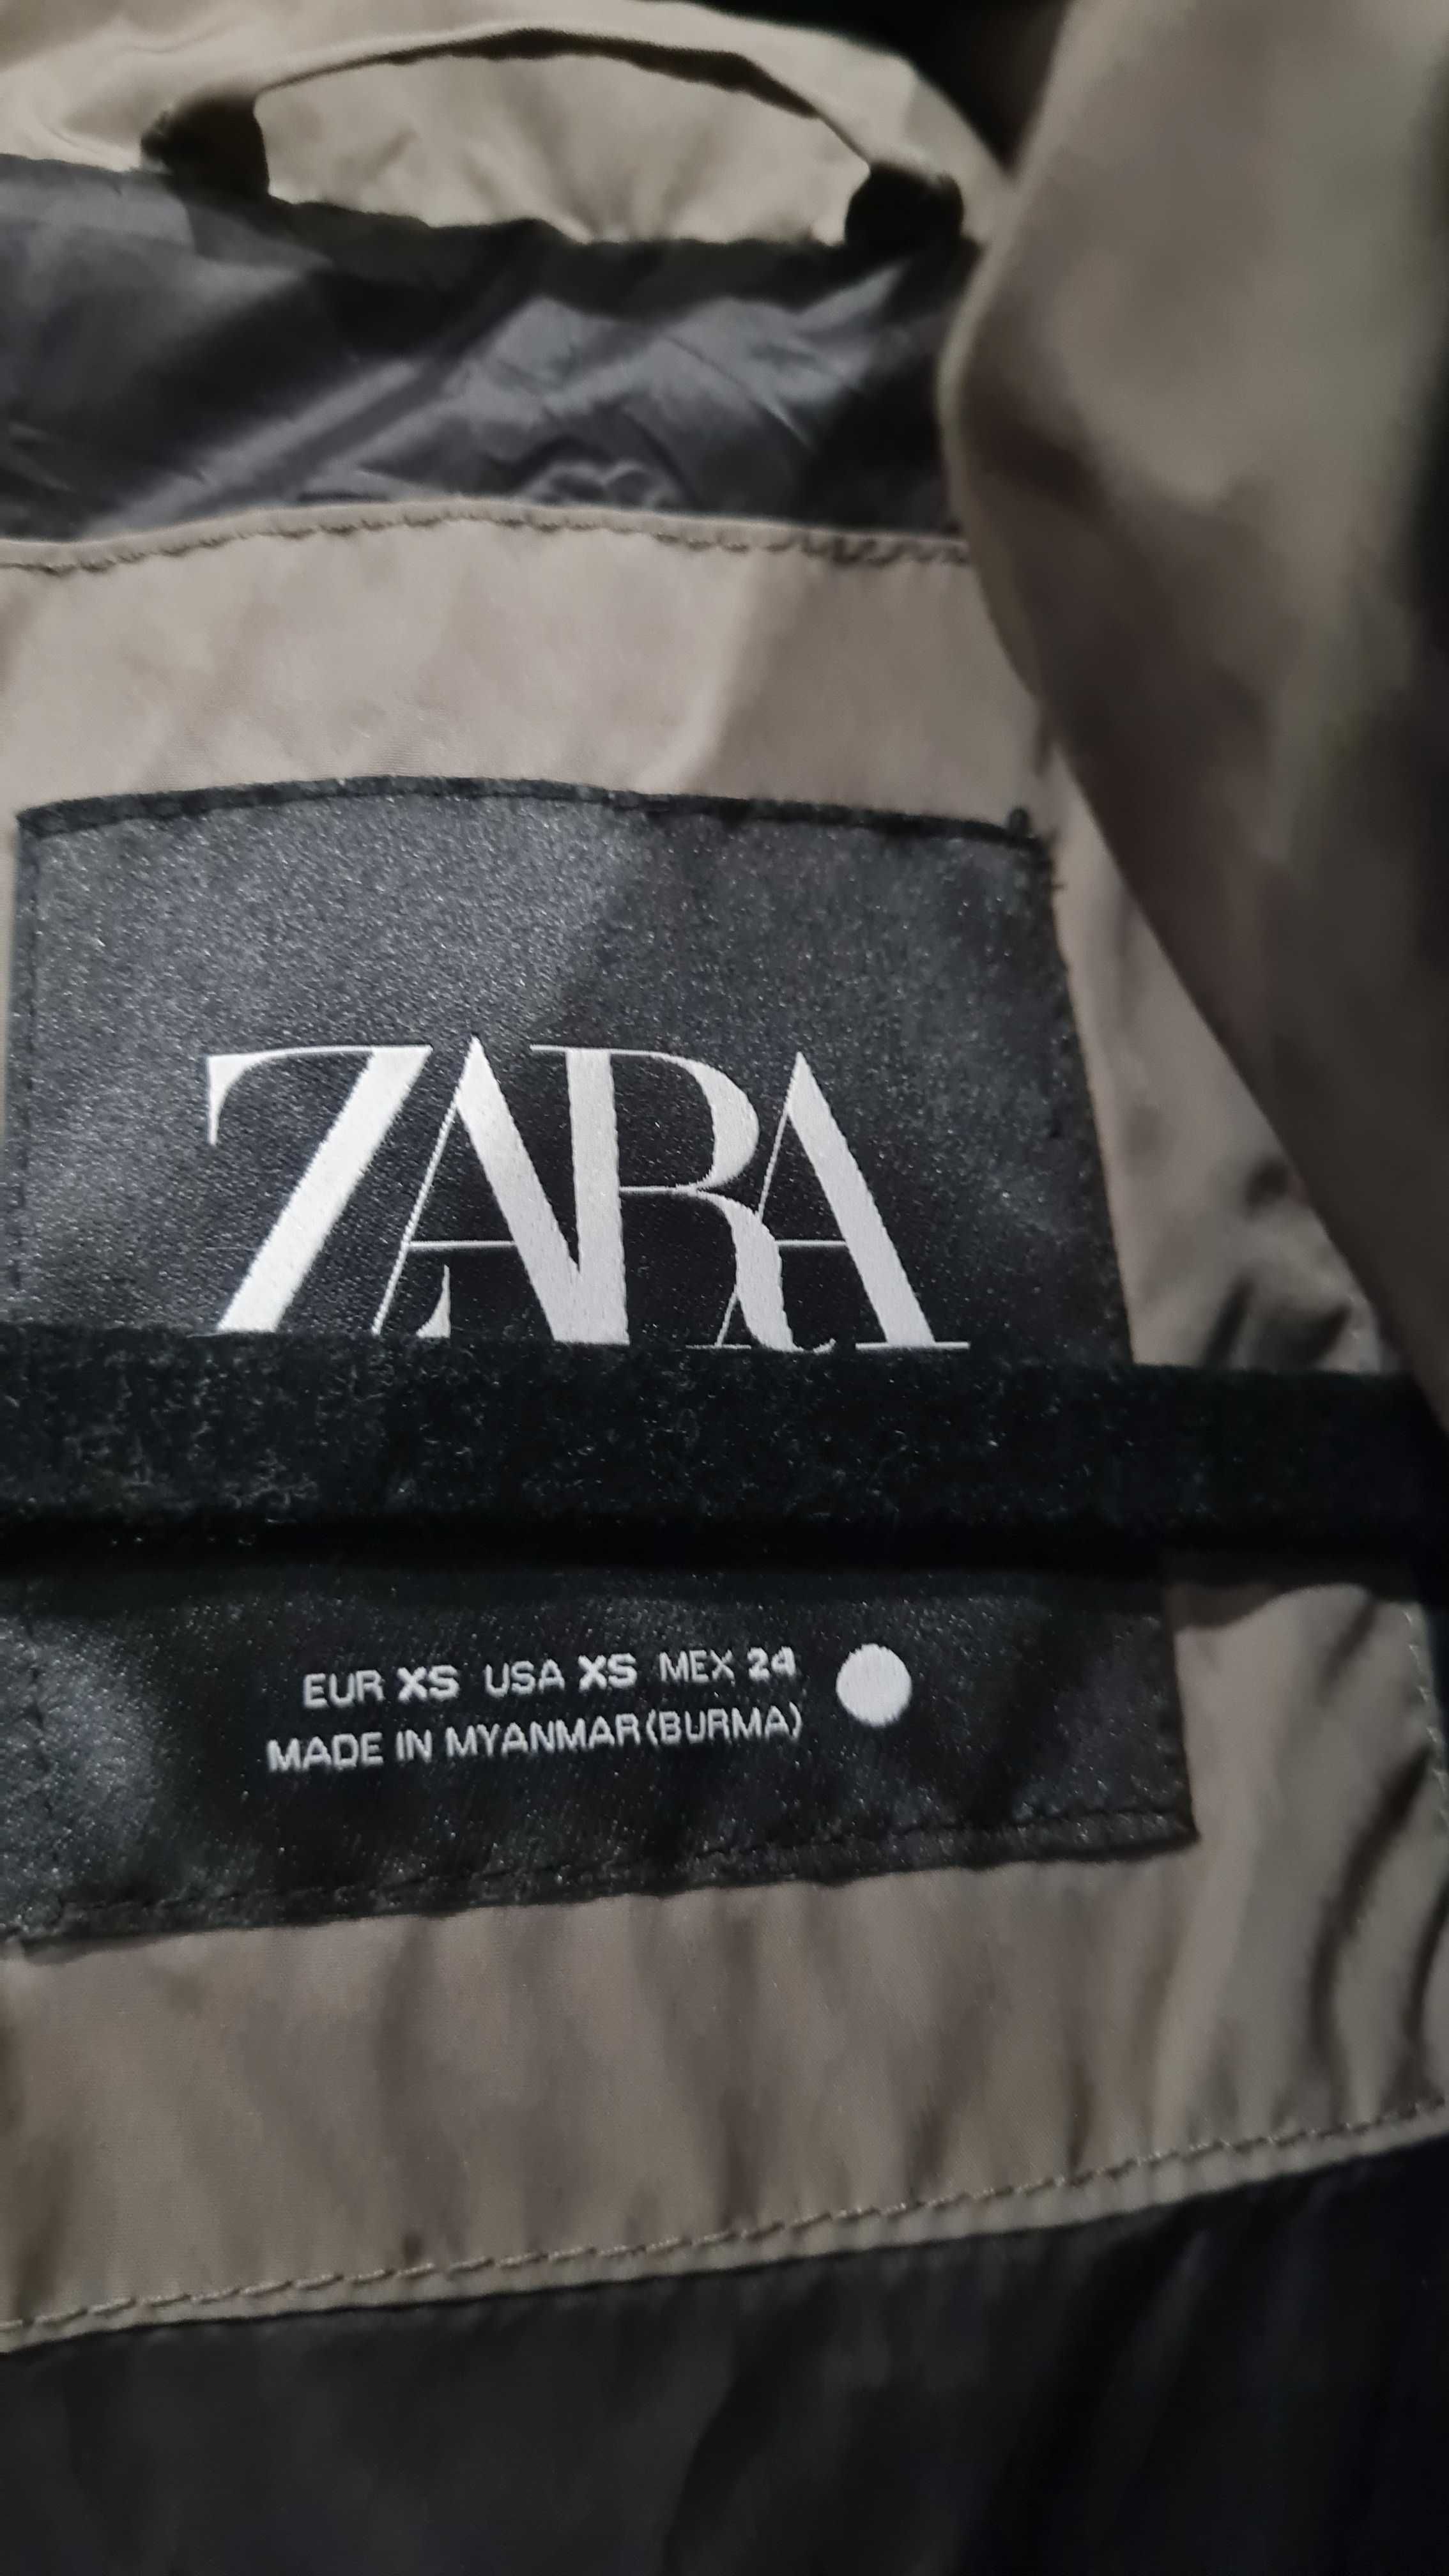 ZARA
EUR XS USA XS MEX 24
MADE IN MYANMAR(BURMA)